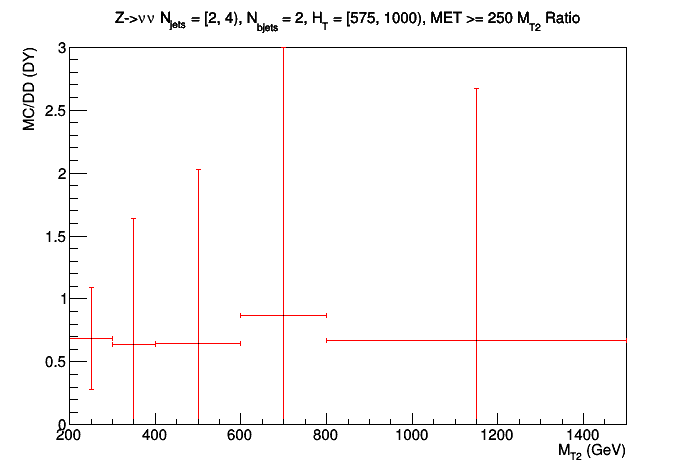 Z->νν N_jets = [2, 4), N_bjets = 2, H_T = [575, 1000), MET >= 250 M_T2 Ratio
MC/DD (DY)
3
2.5
2
1.5
1
0.5
0
200 400 600 800 1000 1200 1400
M_T2 (GeV)